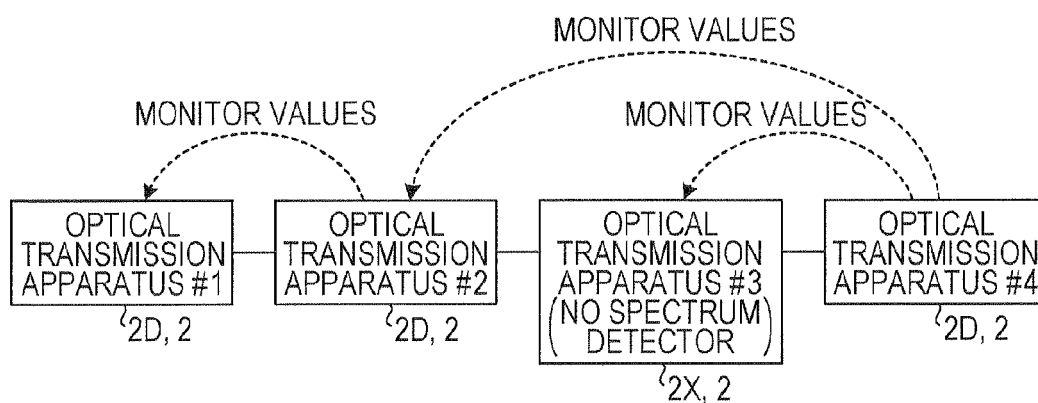 MONITOR VALUES
MONITOR VALUES
MONITOR VALUES
OPTICAL
TRANSMISSION
APPARATUS #1
2D, 2
OPTICAL
TRANSMISSION
APPARATUS #2
2D, 2
OPTICAL
TRANSMISSION
APPARATUS #3
(NO SPECTRUM
DETECTOR)
2X, 2
OPTICAL
TRANSMISSION
APPARATUS #4
2D, 2